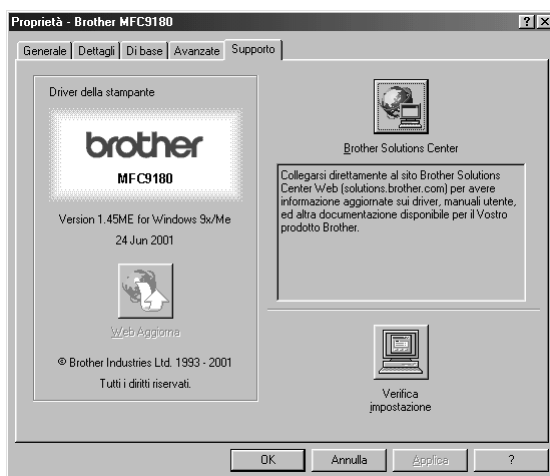 Proprietà - Brother MFC9180
Generale Dettagli Di base Avanzate Supporto
Driver della stampante
brother
MFC9180
Version 1.45ME for Windows 9x/Me
24 Jun 2001
Web Aggiorna
© Brother Industries Ltd. 1993 - 2001
Tutti i diritti riservati.
Brother Solutions Center
Collegarsi direttamente al sito Brother Solutions
Center Web (solutions.brother.com) per avere
informazione aggiornate sui driver, manuali utente,
ed altra documentazione disponibile per il Vostro
prodotto Brother.
Verifica
impostazione
OK Annulla Applica ?